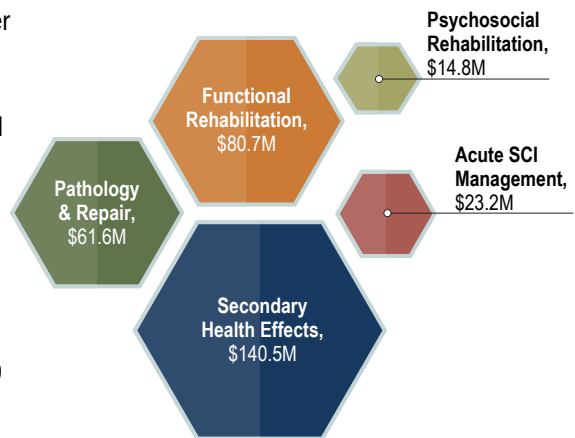 er
Psychosocial
Rehabilitation,
$14.8M
Functional
Rehabilitation,
$80.7M
Acute SCI
Management,
$23.2M
Pathology
& Repair,
$61.6M
Secondary
Health Effects,
$140.5M
)